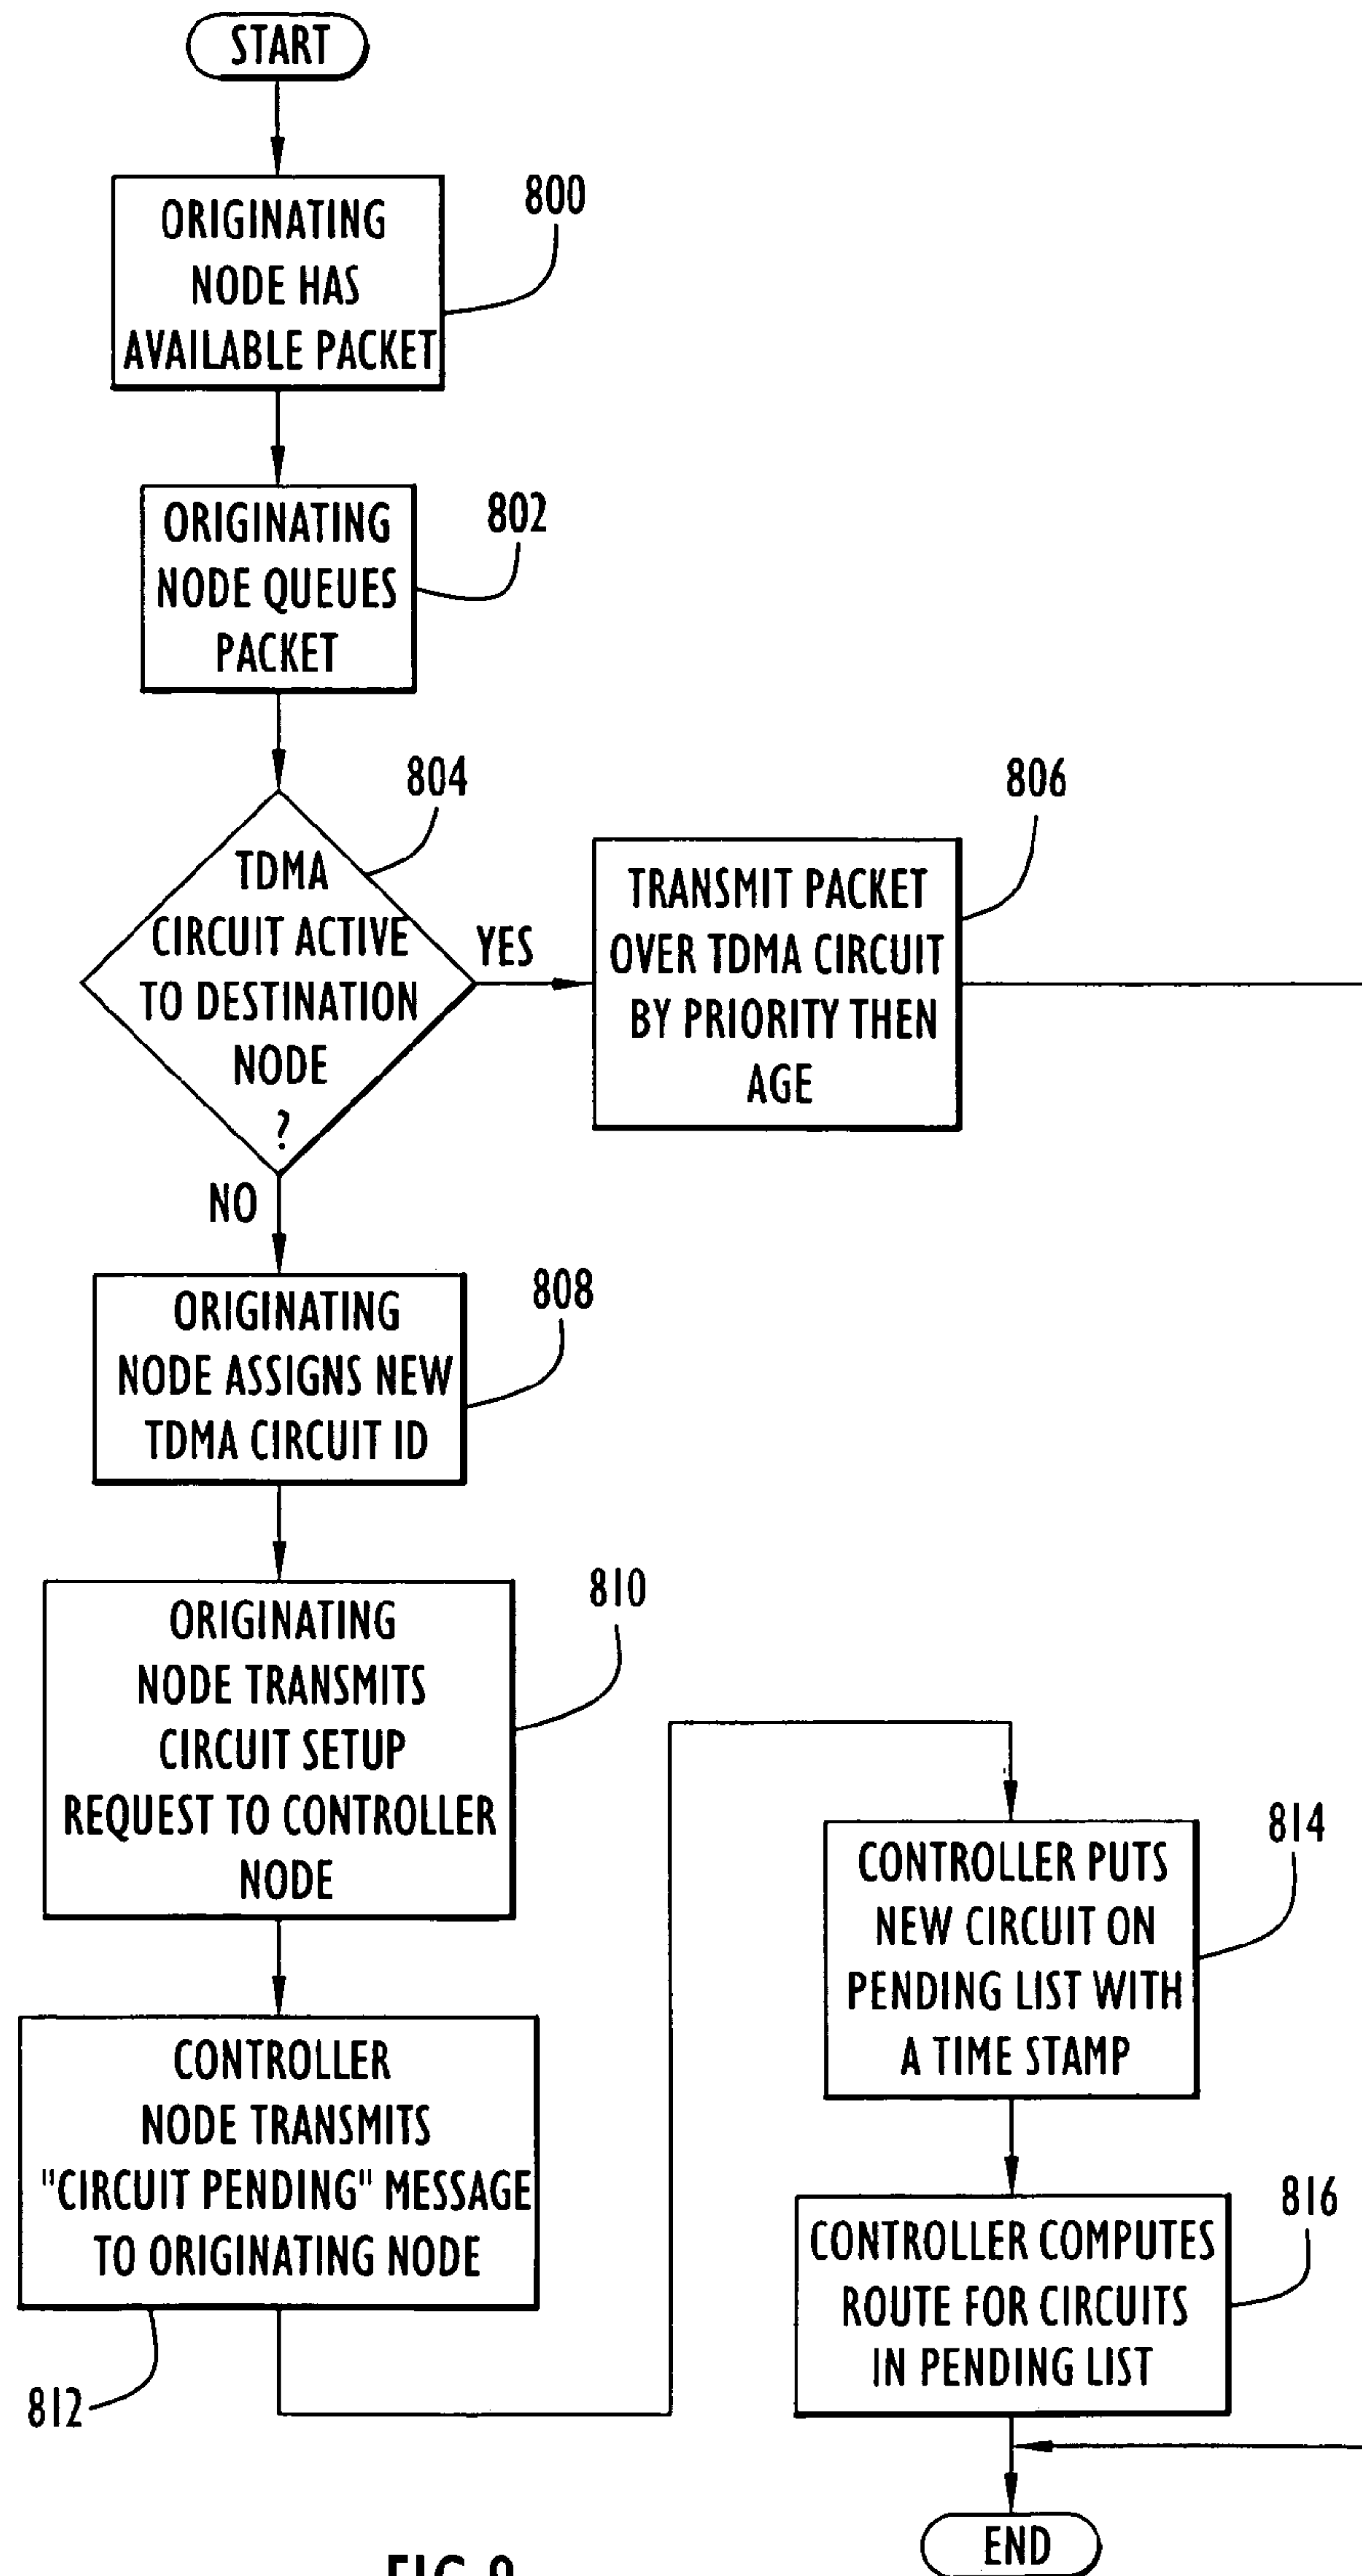 START
ORIGINATING
NODE HAS
AVAILABLE PACKET
800
ORIGINATING
NODE QUEUES
PACKET
802
TDMA
CIRCUIT ACTIVE
TO DESTINATION
NODE
?
804
YES
TRANSMIT PACKET
OVER TDMA CIRCUIT
BY PRIORITY THEN
AGE
806
NO
ORIGINATING
NODE ASSIGNS NEW
TDMA CIRCUIT ID
808
ORIGINATING
NODE TRANSMITS
CIRCUIT SETUP
REQUEST TO CONTROLLER
NODE
810
CONTROLLER
NODE TRANSMITS
"CIRCUIT PENDING" MESSAGE
TO ORIGINATING NODE
812
CONTROLLER PUTS
NEW CIRCUIT ON
PENDING LIST WITH
A TIME STAMP
814
CONTROLLER COMPUTES
ROUTE FOR CIRCUITS
IN PENDING LIST
816
END